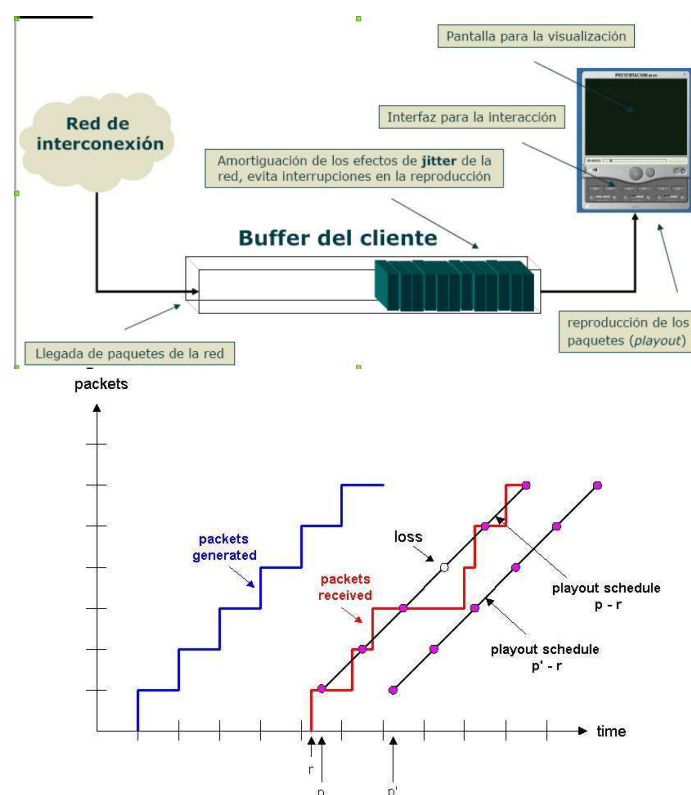 Pantalla para la visualización
Red de
interconexión
Interfaz para la interacción
Amortiguación de los efectos de jitter de la
red, evita interrupciones en la reproducción
Buffer del cliente
Llegada de paquetes de la red
reproducción de los
paquetes (playout)
packets
packets
generated
loss
packets
received
playout schedule
p - r
playout schedule
p' - r
time
r
p
p'